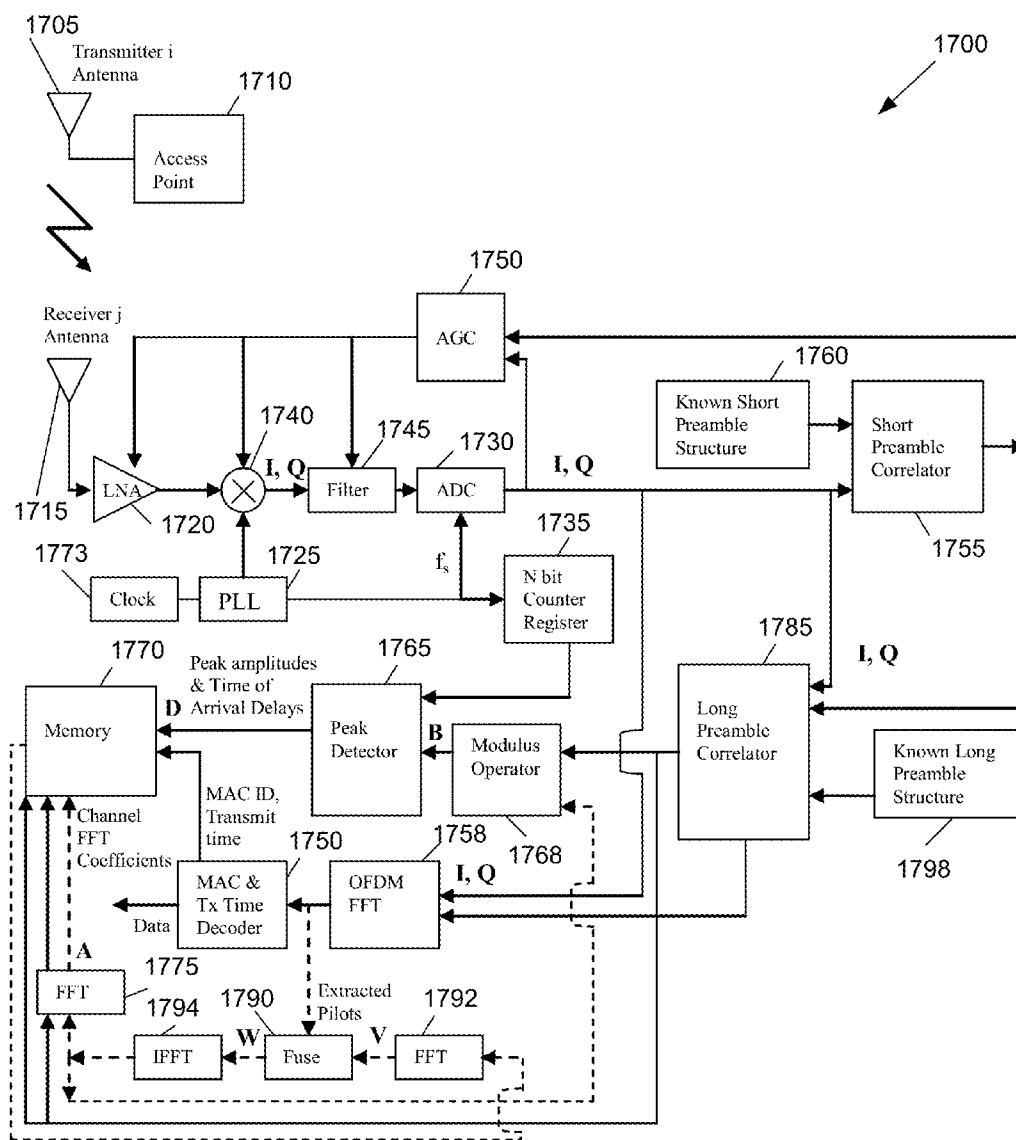 1705
Transmitter i
Antenna
1710
Access
Point
1700
Receiver j
Antenna
1715
LNA
1720
1740
I, Q
1745
Filter
1730
ADC
1750
AGC
I, Q
1760
Known Short
Preamble
Structure
Short
Preamble
Correlator
1755
1773
Clock
1725
PLL
fs
1735
N bit
Counter
Register
1770
Memory
D
Peak amplitudes
& Time of
Arrival Delays
1765
Peak
Detector
B
Modulus
Operator
1768
1785
I, Q
Long
Preamble
Correlator
Known Long
Preamble
Structure
1798
Channel
FFT
Coefficients
MAC ID,
Transmit
time
1750
MAC &
Tx Time
Decoder
Data
1758
OFDM
FFT
I, Q
A
FFT
1775
1794
IFFT
W
1790
Fuse
Extracted
Pilots
V
1792
FFT